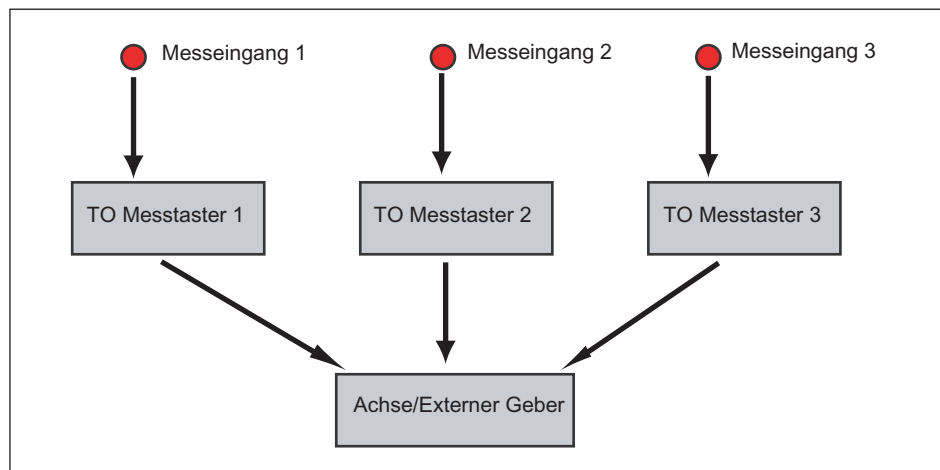 Messeingang 1
Messeingang 2
Messeingang 3
TO Messtaster 1
TO Messtaster 2
TO Messtaster 3
Achse/Externer Geber